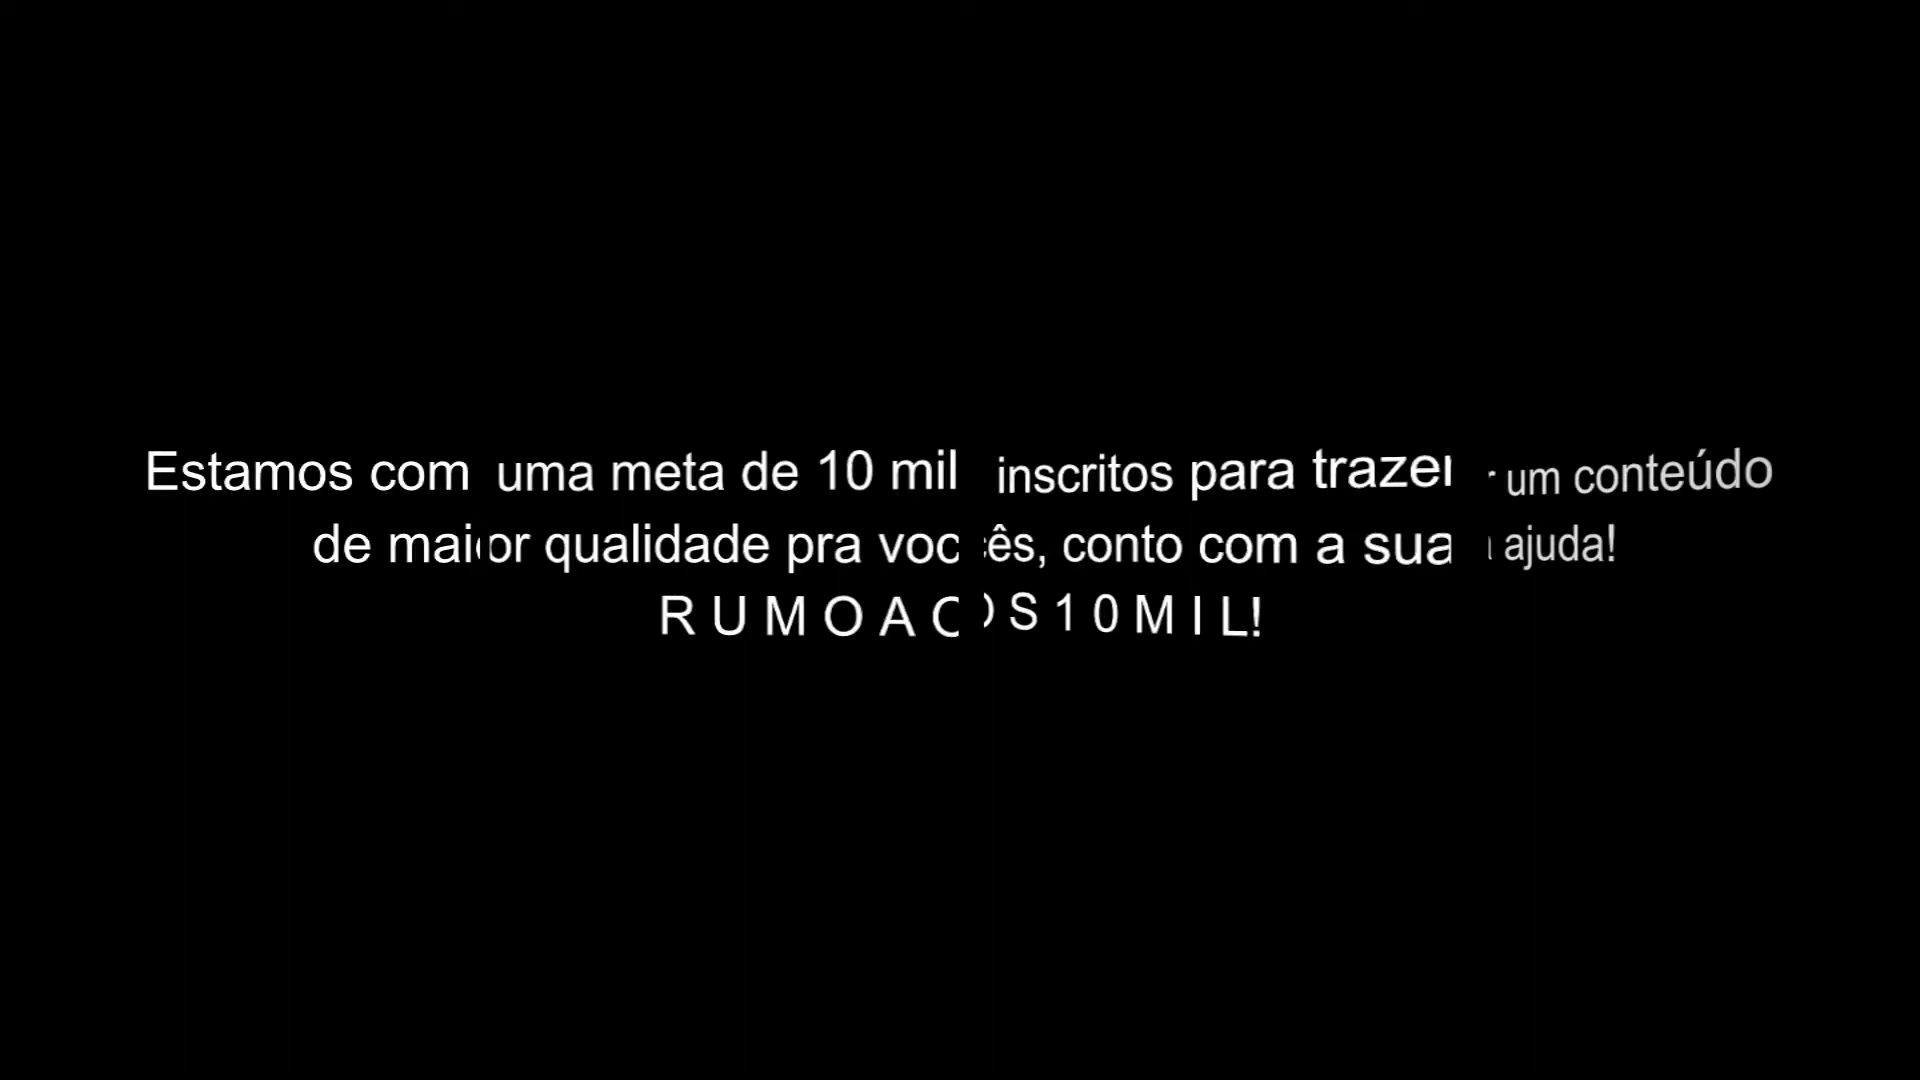 Estamos com uma meta de 10 mil inscritos para trazer um conteúdo
de maior qualidade pra vocês, conto com a sua ajuda!
R U M O A O S 1 0 M I L!